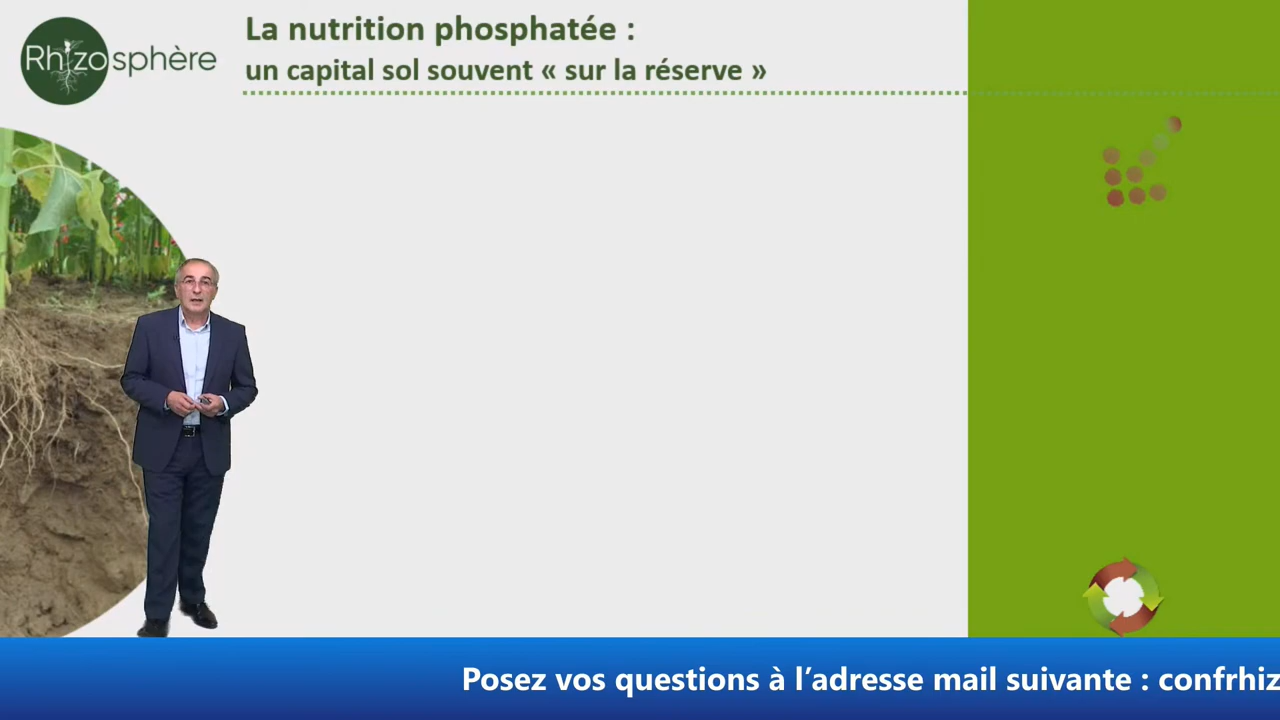 Rhizosphère
La nutrition phosphatée :
un capital sol souvent « sur la réserve »
Posez vos questions à l’adresse mail suivante : confrhiz